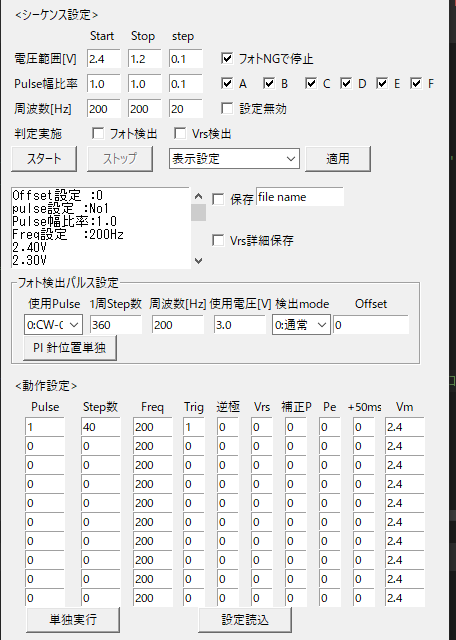 <シーケンス設定>
Start Stop step
電圧範囲[V] 2.4 1.2 0.1 フォトNGで停止
Pulse幅比率 1.0 1.0 0.1 A B C D E F
周波数[Hz] 200 200 20 設定無効
判定実施 フォト検出 Vrs検出
スタート ストップ 表示設定 適用
Offset設定 :0
pulse設定 :No1
Pulse幅比率:1.0
Freq設定 :200Hz
2.40V
2.30V
保存 file name
Vrs詳細保存
フォト検出パルス設定
使用Pulse 1周Step数 周波数[Hz] 使用電圧[V] 検出mode Offset
0:CW-( 360 200 3.0 0:通常 0
PI 針位置単独
<動作設定>
Pulse Step数 Freq Trig 逆極 Vrs 補正P Pe +50ms Vm
1 40 200 1 0 0 0 0 0 2.4
0 0 200 0 0 0 0 0 0 2.4
0 0 200 0 0 0 0 0 0 2.4
0 0 200 0 0 0 0 0 0 2.4
0 0 200 0 0 0 0 0 0 2.4
0 0 200 0 0 0 0 0 0 2.4
0 0 200 0 0 0 0 0 0 2.4
0 0 200 0 0 0 0 0 0 2.4
0 0 200 0 0 0 0 0 0 2.4
0 0 200 0 0 0 0 0 0 2.4
単独実行 設定読込